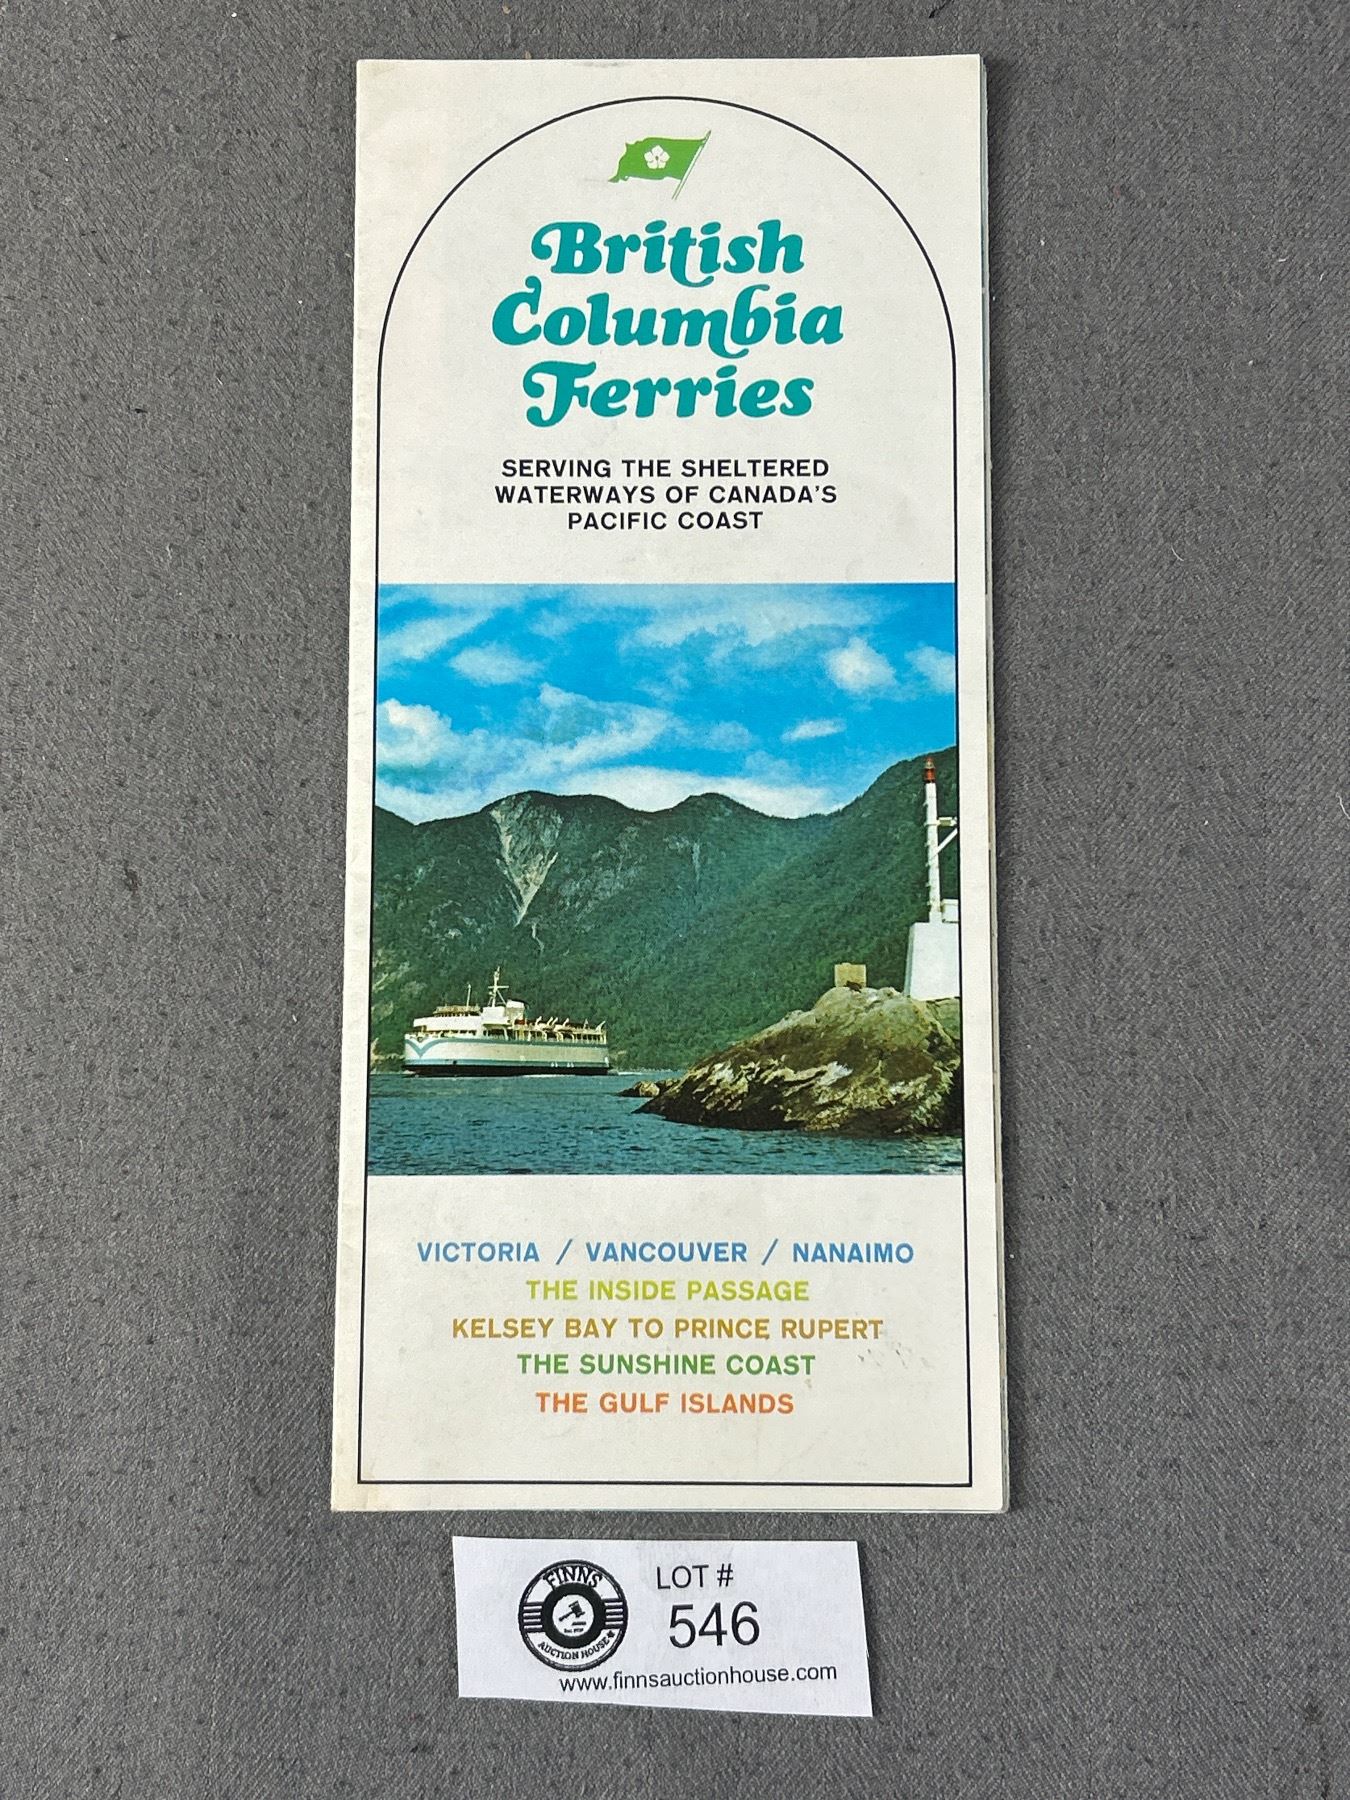 British
Columbia
Ferries
SERVING THE SHELTERED
WATERWAYS OF CANADA'S
PACIFIC COAST
VICTORIA / VANCOUVER / NANAIMO
THE INSIDE PASSAGE
KELSEY BAY TO PRINCE RUPERT
THE SUNSHINE COAST
THE GULF ISLANDS
FINNS
AUCTION HOUSE
LOT #
546
www.finnsauctionhouse.com